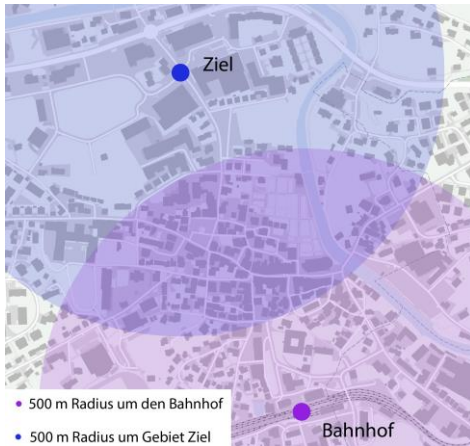 Ziel
500 m Radius um den Bahnhof
Bahnhof
500 m Radius um Gebiet Ziel